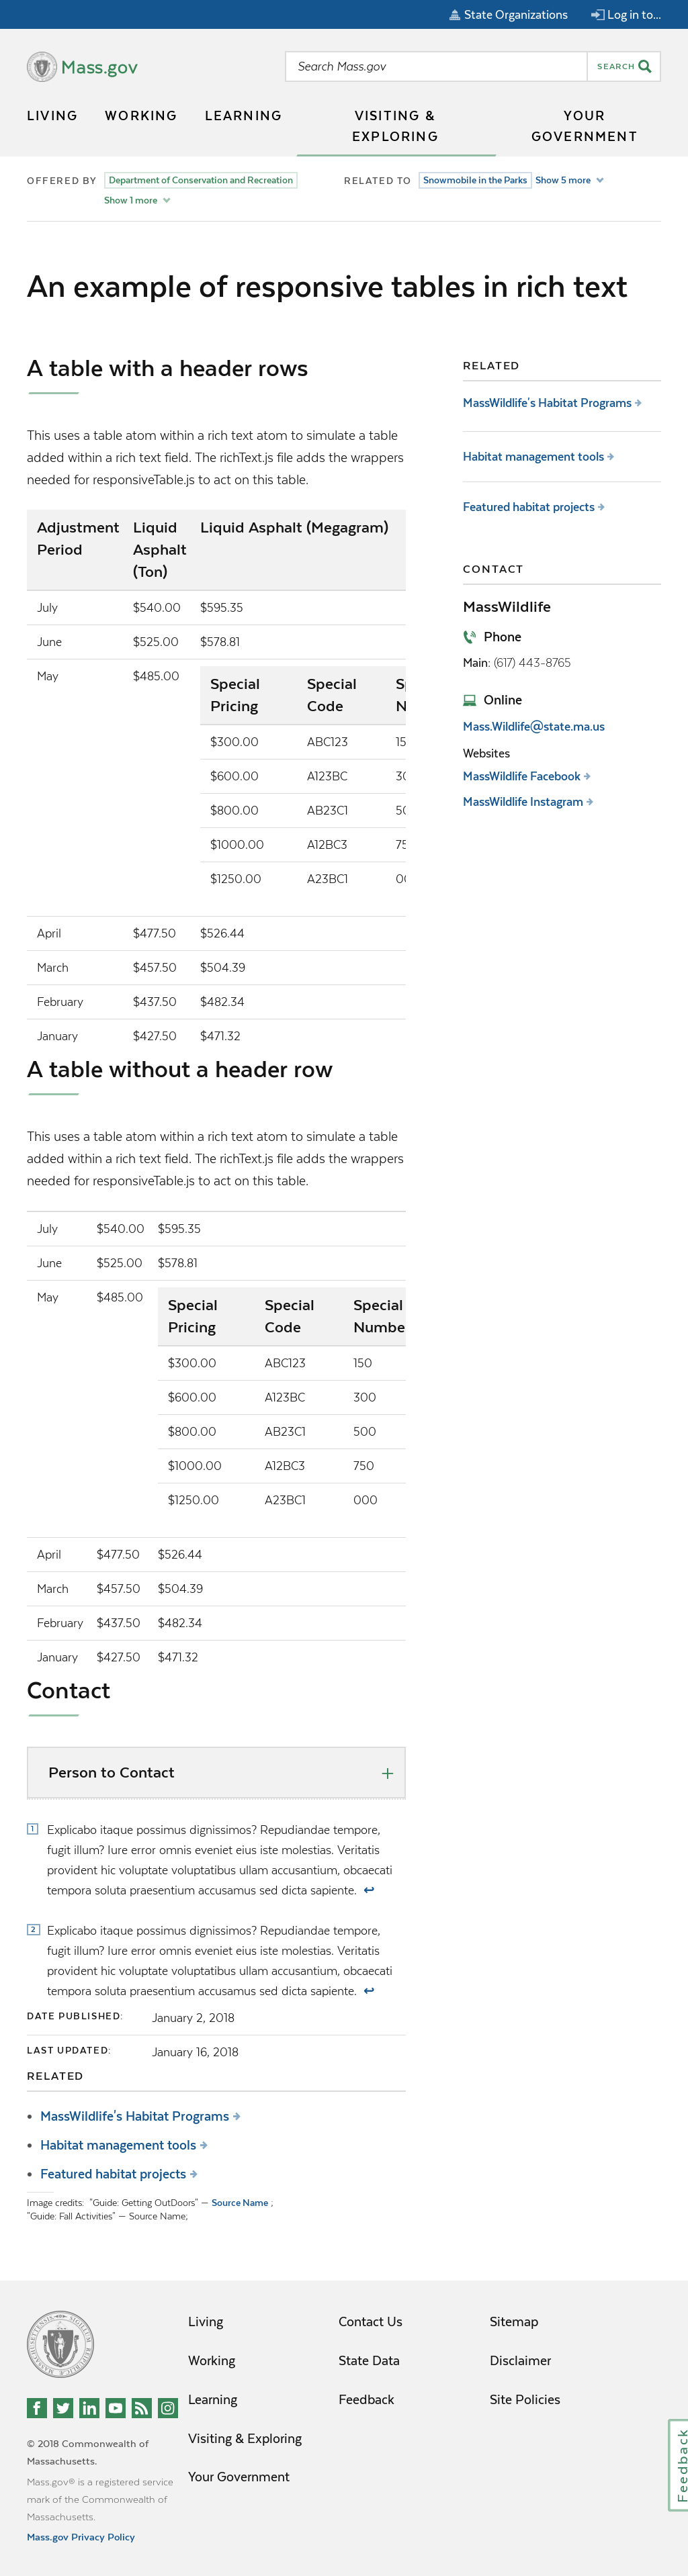 State Organizations
Log in to...
Mass.gov
Search Mass.gov
SEARCH
LIVING
WORKING
LEARNING
VISITING &
EXPLORING
YOUR
GOVERNMENT
OFFERED BY
Department of Conservation and Recreation
Show 1 more
RELATED TO
Snowmobile in the Parks
Show 5 more
An example of responsive tables in rich text
A table with a header rows
This uses a table atom within a rich text atom to simulate a table
added within a rich text field. The richText.js file adds the wrappers
needed for responsiveTable.js to act on this table.
Adjustment
Period
Liquid
Asphalt
(Ton)
Liquid Asphalt (Megagram)
July $540.00 $595.35
June $525.00 $578.81
May $485.00
Special
Pricing
Special
Code
$300.00 ABC123
$600.00 A123BC
$800.00 AB23C1
$1000.00 A12BC3
$1250.00 A23BC1
April $477.50 $526.44
March $457.50 $504.39
February $437.50 $482.34
January $427.50 $471.32
A table without a header row
This uses a table atom within a rich text atom to simulate a table
added within a rich text field. The richText.js file adds the wrappers
needed for responsiveTable.js to act on this table.
July $540.00 $595.35
June $525.00 $578.81
May $485.00
Special
Pricing
Special
Code
Special
Numbe
$300.00 ABC123 150
$600.00 A123BC 300
$800.00 AB23C1 500
$1000.00 A12BC3 750
$1250.00 A23BC1 000
April $477.50 $526.44
March $457.50 $504.39
February $437.50 $482.34
January $427.50 $471.32
Contact
Person to Contact
1 Explicabo itaque possimus dignissimos? Repudiandae tempore,
fugit illum? Iure error omnis eveniet eius iste molestias. Veritatis
provident hic voluptate voluptatibus ullam accusantium, obcaecati
tempora soluta praesentium accusamus sed dicta sapiente. ↩
2 Explicabo itaque possimus dignissimos? Repudiandae tempore,
fugit illum? Iure error omnis eveniet eius iste molestias. Veritatis
provident hic voluptate voluptatibus ullam accusantium, obcaecati
tempora soluta praesentium accusamus sed dicta sapiente. ↩
DATE PUBLISHED: January 2, 2018
LAST UPDATED: January 16, 2018
RELATED
MassWildlife's Habitat Programs
Habitat management tools
Featured habitat projects
Image credits: "Guide: Getting OutDoors" — Source Name ;
"Guide: Fall Activities" — Source Name;
RELATED
MassWildlife's Habitat Programs
Habitat management tools
Featured habitat projects
CONTACT
MassWildlife
Phone
Main: (617) 443-8765
Online
Mass.Wildlife@state.ma.us
Websites
MassWildlife Facebook
MassWildlife Instagram
Living
Working
Learning
Visiting & Exploring
Your Government
Contact Us
State Data
Feedback
Sitemap
Disclaimer
Site Policies
© 2018 Commonwealth of
Massachusetts.
Mass.gov® is a registered service
mark of the Commonwealth of
Massachusetts.
Mass.gov Privacy Policy
Feedback